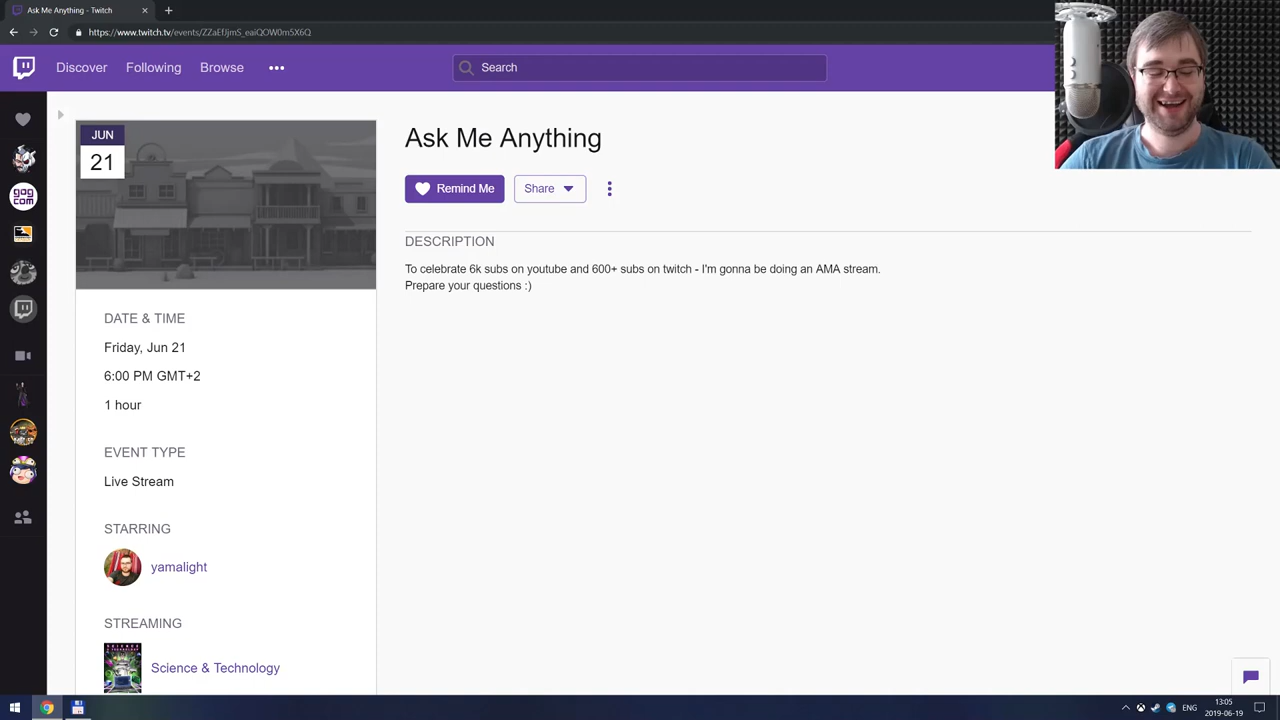 Ask Me Anything - Twitch
https://www.twitch.tv/events/ZZaEfJjmS_eaiQOW0m5X6Q
Discover
Following
Browse
Search
JUN
21
GOG
COM
Ask Me Anything
Remind Me
Share
DESCRIPTION
To celebrate 6k subs on youtube and 600+ subs on twitch - I'm gonna be doing an AMA stream.
Prepare your questions :)
DATE & TIME
Friday, Jun 21
6:00 PM GMT+2
1 hour
EVENT TYPE
Live Stream
STARRING
yamalight
STREAMING
Science & Technology
ENG
13:05
2019-06-19